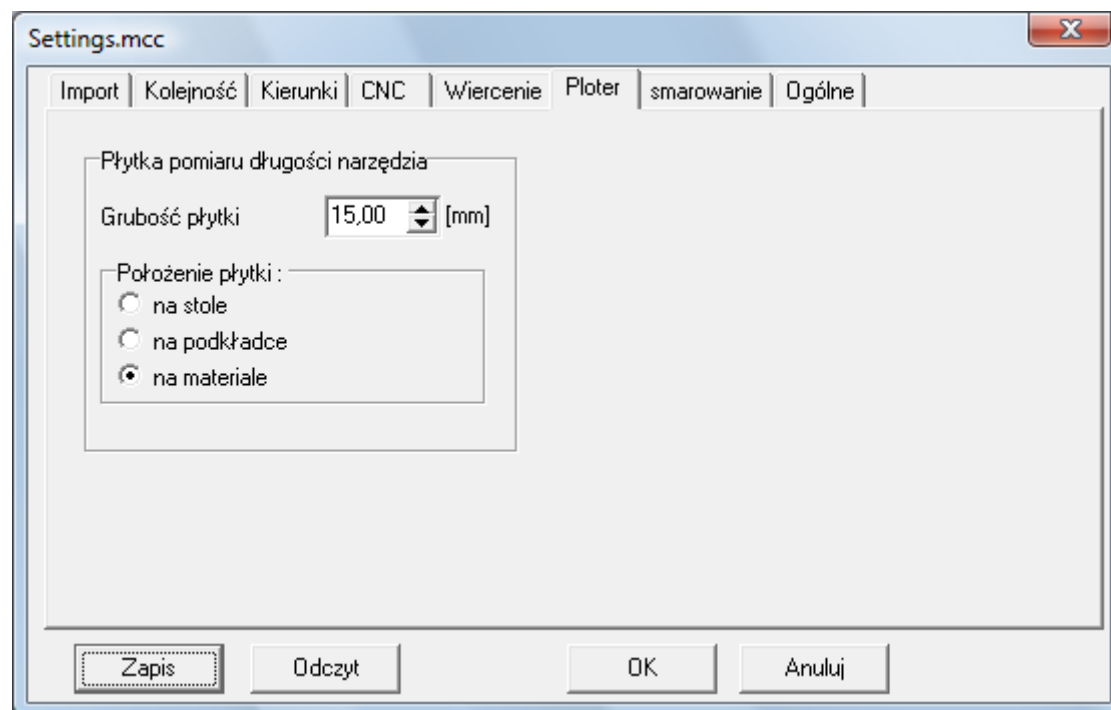 Settings.mcc
Import Kolejność Kierunki CNC Wiercenie Ploter smarowanie Ogólne
Płytka pomiaru długości narzędzia
Grubość płytki 15,00 [mm]
Położenie płytki :
na stole
na podkładce
na materiale
Zapis Odczyt OK Anuluj